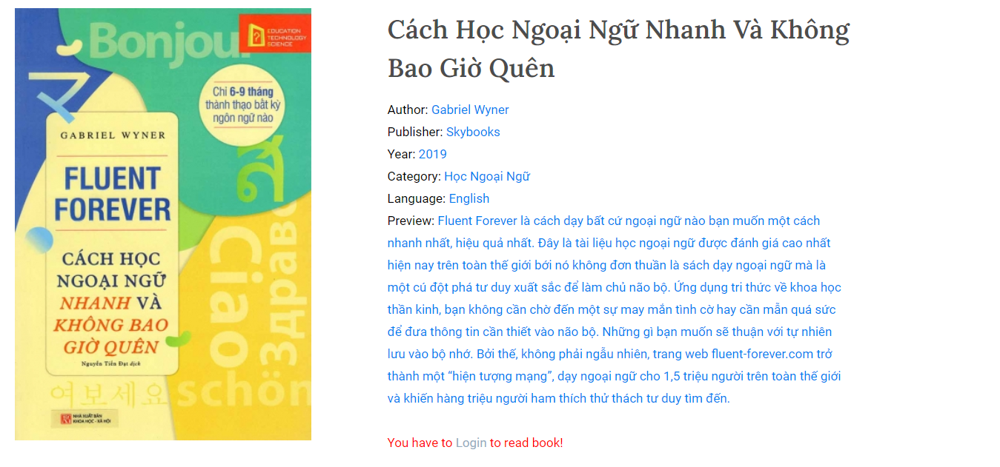 Bonjour
EDUCATION
TECHNOLOGY
SCIENCE
マ
Chỉ 6-9 tháng
thành thạo bất kỳ
ngôn ngữ nào
GABRIEL WYNER
FLUENT
FOREVER
CÁCH HỌC
NGOẠI NGỮ
NHANH VÀ
KHÔNG BAO
GIỜ QUÊN
Nguyễn Tiến Đạt dịch
ส
Ciao
Здравс
여보세요
schön
NHÀ XUẤT BẢN
KHOA HỌC - XÃ HỘI
Cách Học Ngoại Ngữ Nhanh Và Không
Bao Giờ Quên
Author: Gabriel Wyner
Publisher: Skybooks
Year: 2019
Category: Học Ngoại Ngữ
Language: English
Preview: Fluent Forever là cách dạy bất cứ ngoại ngữ nào bạn muốn một cách
nhanh nhất, hiệu quả nhất. Đây là tài liệu học ngoại ngữ được đánh giá cao nhất
hiện nay trên toàn thế giới bới nó không đơn thuần là sách dạy ngoại ngữ mà là
một cú đột phá tư duy xuất sắc để làm chủ não bộ. Ứng dụng tri thức về khoa học
thần kinh, bạn không cần chờ đến một sự may mắn tình cờ hay cần mẫn quá sức
để đưa thông tin cần thiết vào não bộ. Những gì bạn muốn sẽ thuận với tự nhiên
lưu vào bộ nhớ. Bởi thế, không phải ngẫu nhiên, trang web fluent-forever.com trở
thành một “hiện tượng mạng”, dạy ngoại ngữ cho 1,5 triệu người trên toàn thế giới
và khiến hàng triệu người ham thích thử thách tư duy tìm đến.
You have to Login to read book!